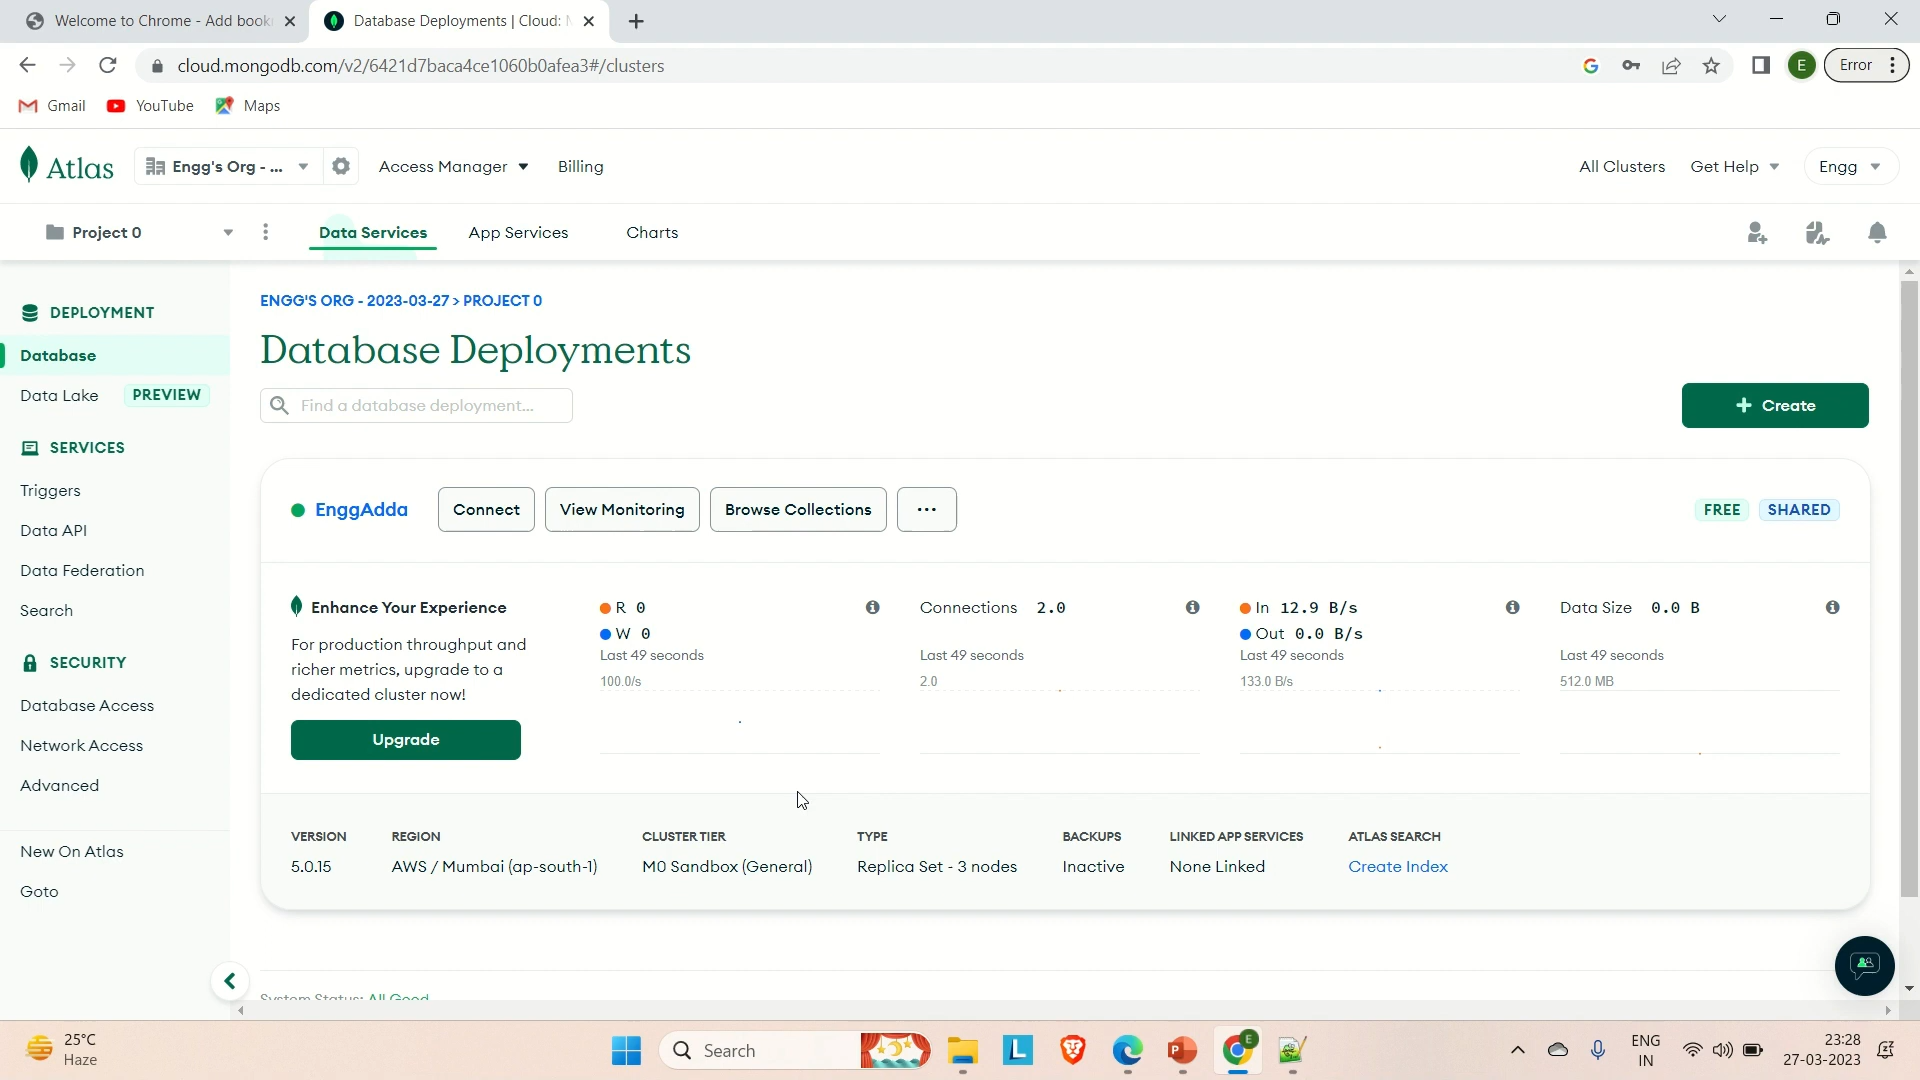 Welcome to Chrome - Add book
Database Deployments | Cloud:
cloud.mongodb.com/v2/6421d7baca4ce1060b0afea3#/clusters
E
Error
Gmail
YouTube
Maps
Atlas
Engg's Org - ...
Access Manager
Billing
All Clusters
Get Help
Engg
Project 0
Data Services
App Services
Charts
DEPLOYMENT
Database
Data Lake PREVIEW
SERVICES
Triggers
Data API
Data Federation
Search
SECURITY
Database Access
Network Access
Advanced
New On Atlas
Goto
ENGG'S ORG - 2023-03-27 > PROJECT 0
Database Deployments
Find a database deployment...
+ Create
EnggAdda
Connect
View Monitoring
Browse Collections
...
FREE
SHARED
Enhance Your Experience
For production throughput and
richer metrics, upgrade to a
dedicated cluster now!
Upgrade
R 0
W 0
Last 49 seconds
100.0/s
Connections 2.0
Last 49 seconds
2.0
In 12.9 B/s
Out 0.0 B/s
Last 49 seconds
133.0 B/s
Data Size 0.0 B
Last 49 seconds
512.0 MB
VERSION
5.0.15
REGION
AWS / Mumbai (ap-south-1)
CLUSTER TIER
M0 Sandbox (General)
TYPE
Replica Set - 3 nodes
BACKUPS
Inactive
LINKED APP SERVICES
None Linked
ATLAS SEARCH
Create Index
System Status: All Good
25°C
Haze
Search
L
P
E
ENG
IN
23:28
27-03-2023